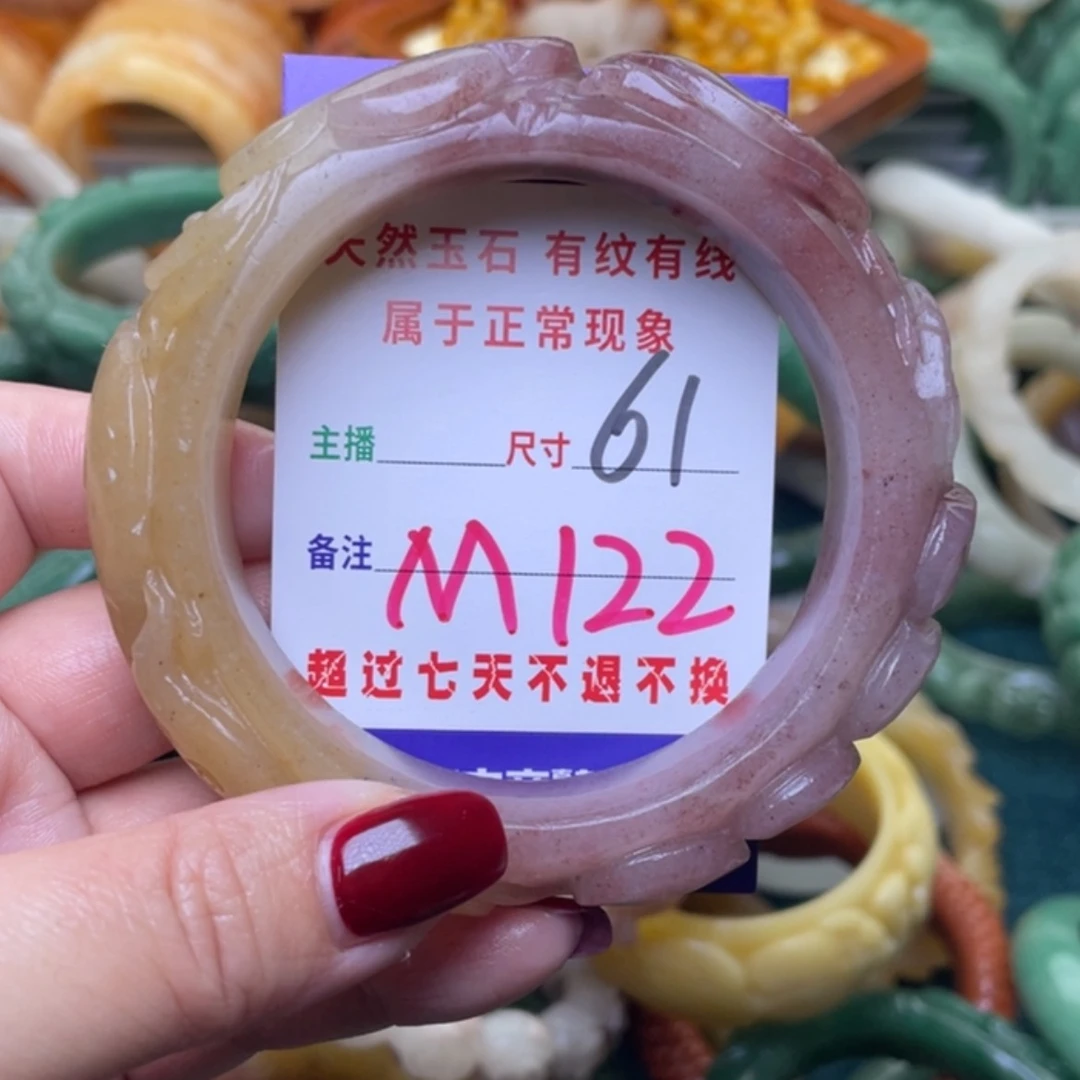 天然玉石 有纹有线
属于正常现象
主播 尺寸 61
备注 M122
超过七天不退不换